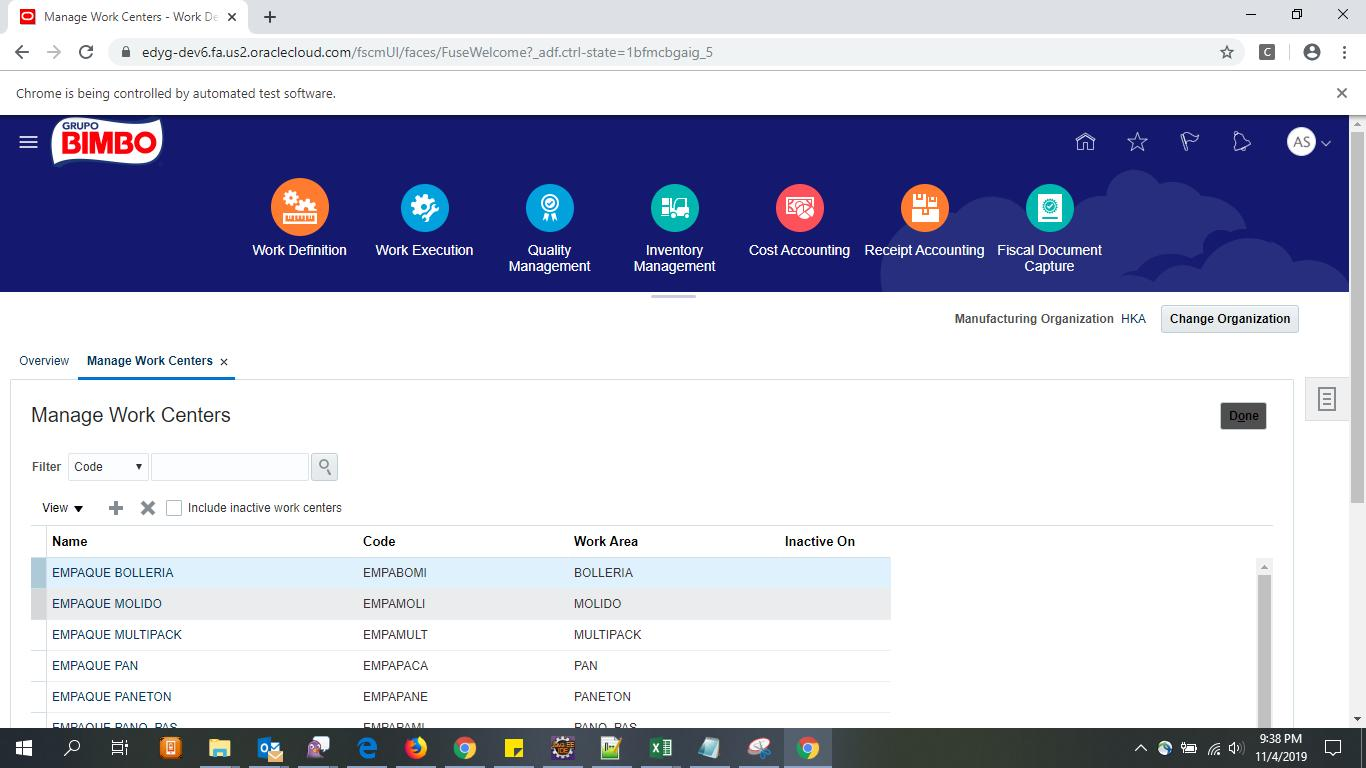 Manage Work Centers - Work De
edyg-dev6.fa.us2.oraclecloud.com/fscmUI/faces/FuseWelcome?_adf.ctrl-state=1bfmcbgaig_5
C
Chrome is being controlled by automated test software.
GRUPO
BIMBO
AS
Work Definition
Work Execution
Quality
Management
Inventory
Management
Cost Accounting
Receipt Accounting
Fiscal Document
Capture
Manufacturing Organization HKA Change Organization
Overview Manage Work Centers
Manage Work Centers
Done
Filter Code
View Include inactive work centers
Name Code Work Area Inactive On
EMPAQUE BOLLERIA EMPABOMI BOLLERIA
EMPAQUE MOLIDO EMPAMOLI MOLIDO
EMPAQUE MULTIPACK EMPAMULT MULTIPACK
EMPAQUE PAN EMPAPACA PAN
EMPAQUE PANETON EMPAPANE PANETON
9:38 PM
11/4/2019